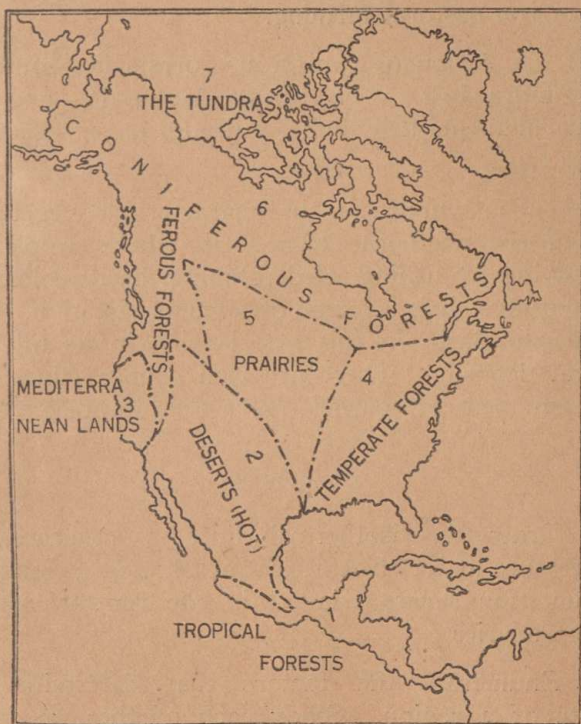 7
THE TUNDRAS
CONIFEROUS FORESTS
6
FEROUS FORESTS
5
PRAIRIES
4
TEMPERATE FORESTS
MEDITERRA
3
NEAN LANDS
2
DESERTS (HOT)
1
TROPICAL
FORESTS